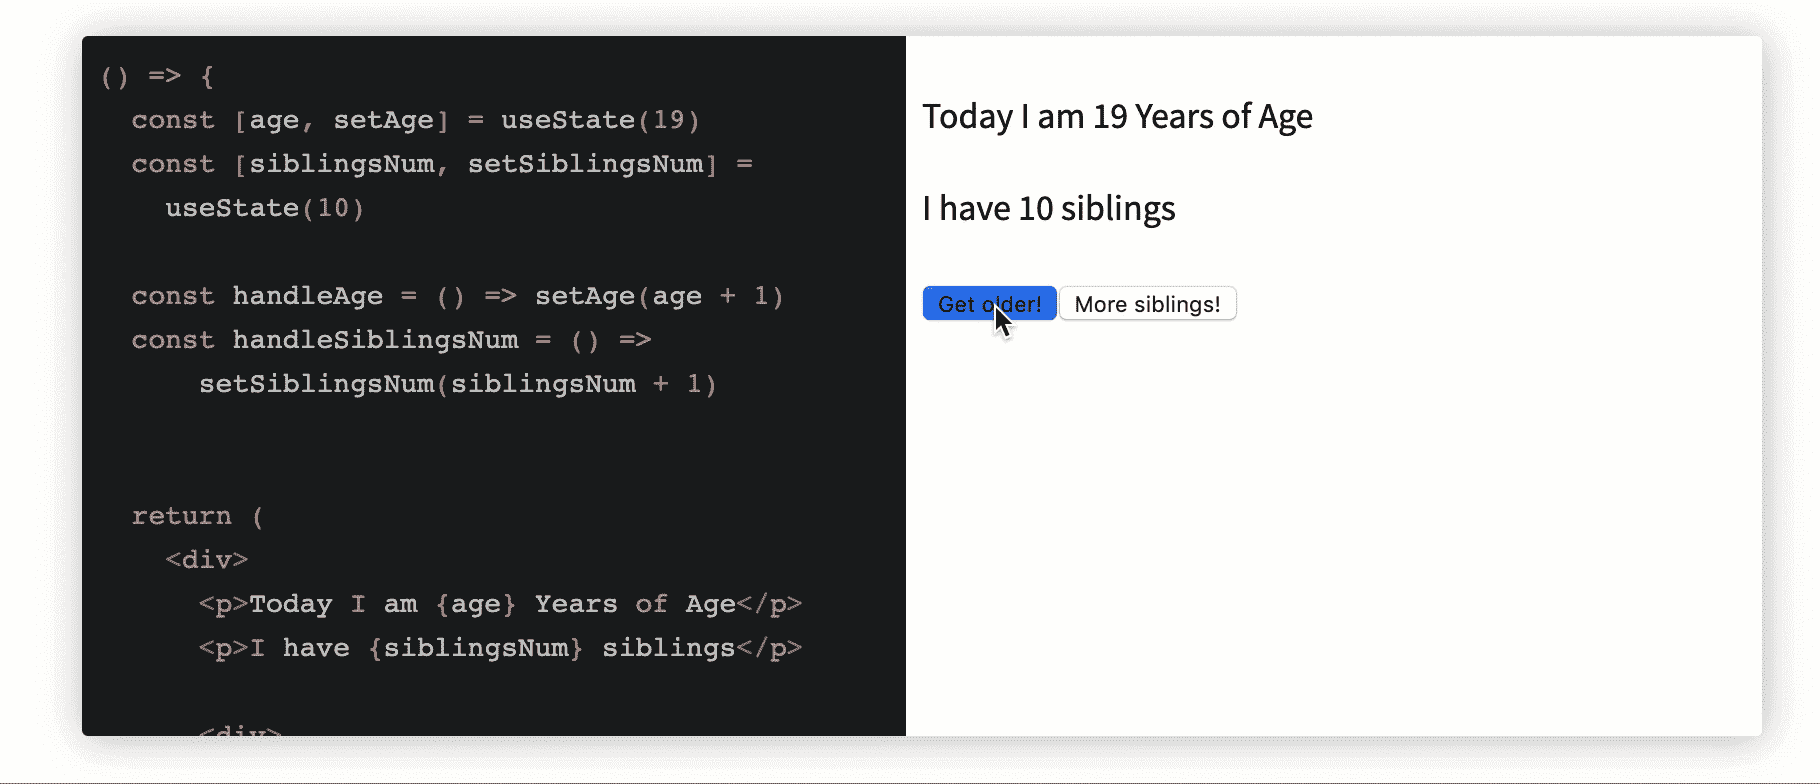 () => {
const [age, setAge] = useState(19)
const [siblingsNum, setSiblingsNum] =
useState(10)
const handleAge = () => setAge(age + 1)
const handleSiblingsNum = () =>
setSiblingsNum(siblingsNum + 1)
return (
<div>
<p>Today I am {age} Years of Age</p>
<p>I have {siblingsNum} siblings</p>
<div>
Today I am 19 Years of Age
I have 10 siblings
Get older! More siblings!